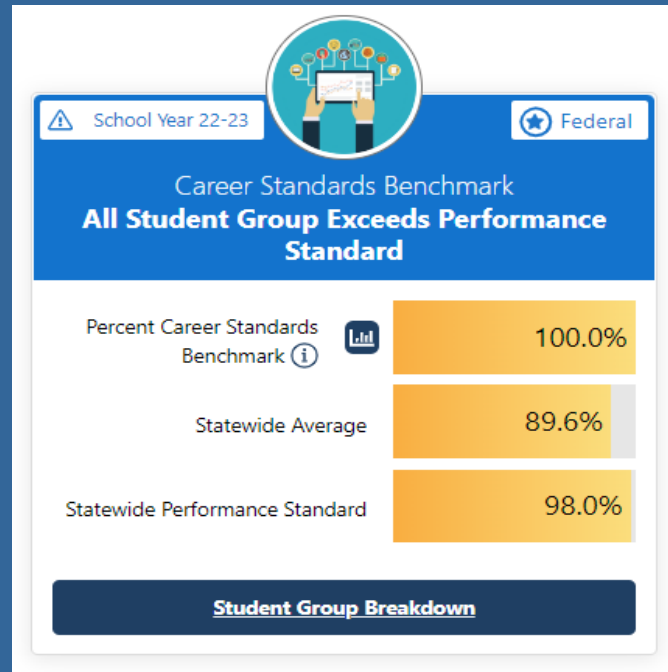 School Year 22-23
Federal
Career Standards Benchmark
All Student Group Exceeds Performance
Standard
Percent Career Standards
Benchmark
100.0%
Statewide Average
89.6%
Statewide Performance Standard
98.0%
Student Group Breakdown